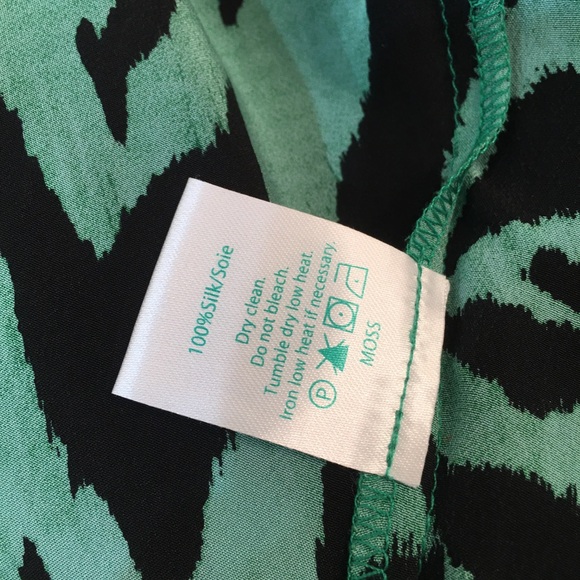 100%Silk/Soie
Dry clean.
Do not bleach.
Tumble dry low heat.
Iron low heat if necessary.
P
MOSS